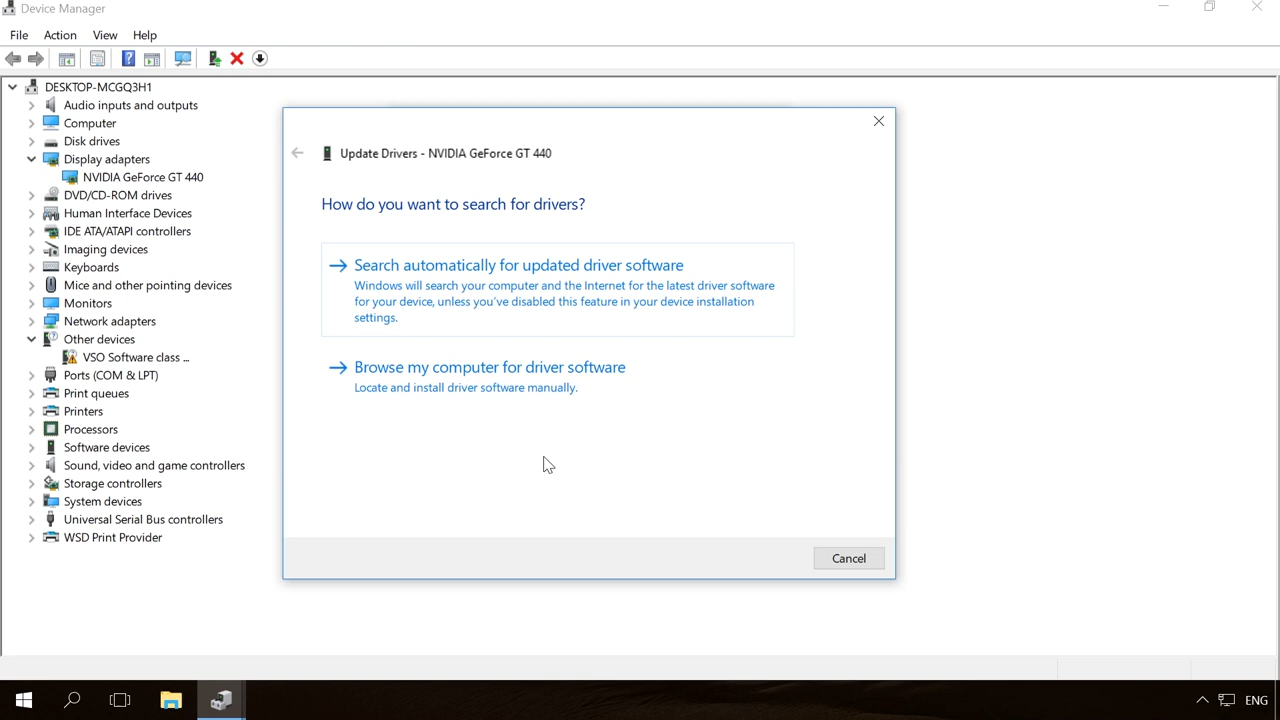 Device Manager
File Action View Help
DESKTOP-MCGQ3H1
Audio inputs and outputs
Computer
Disk drives
Display adapters
NVIDIA GeForce GT 440
DVD/CD-ROM drives
Human Interface Devices
IDE ATA/ATAPI controllers
Imaging devices
Keyboards
Mice and other pointing devices
Monitors
Network adapters
Other devices
VSO Software class ...
Ports (COM & LPT)
Print queues
Printers
Processors
Software devices
Sound, video and game controllers
Storage controllers
System devices
Universal Serial Bus controllers
WSD Print Provider
Update Drivers - NVIDIA GeForce GT 440
How do you want to search for drivers?
Search automatically for updated driver software
Windows will search your computer and the Internet for the latest driver software
for your device, unless you've disabled this feature in your device installation
settings.
Browse my computer for driver software
Locate and install driver software manually.
Cancel
ENG